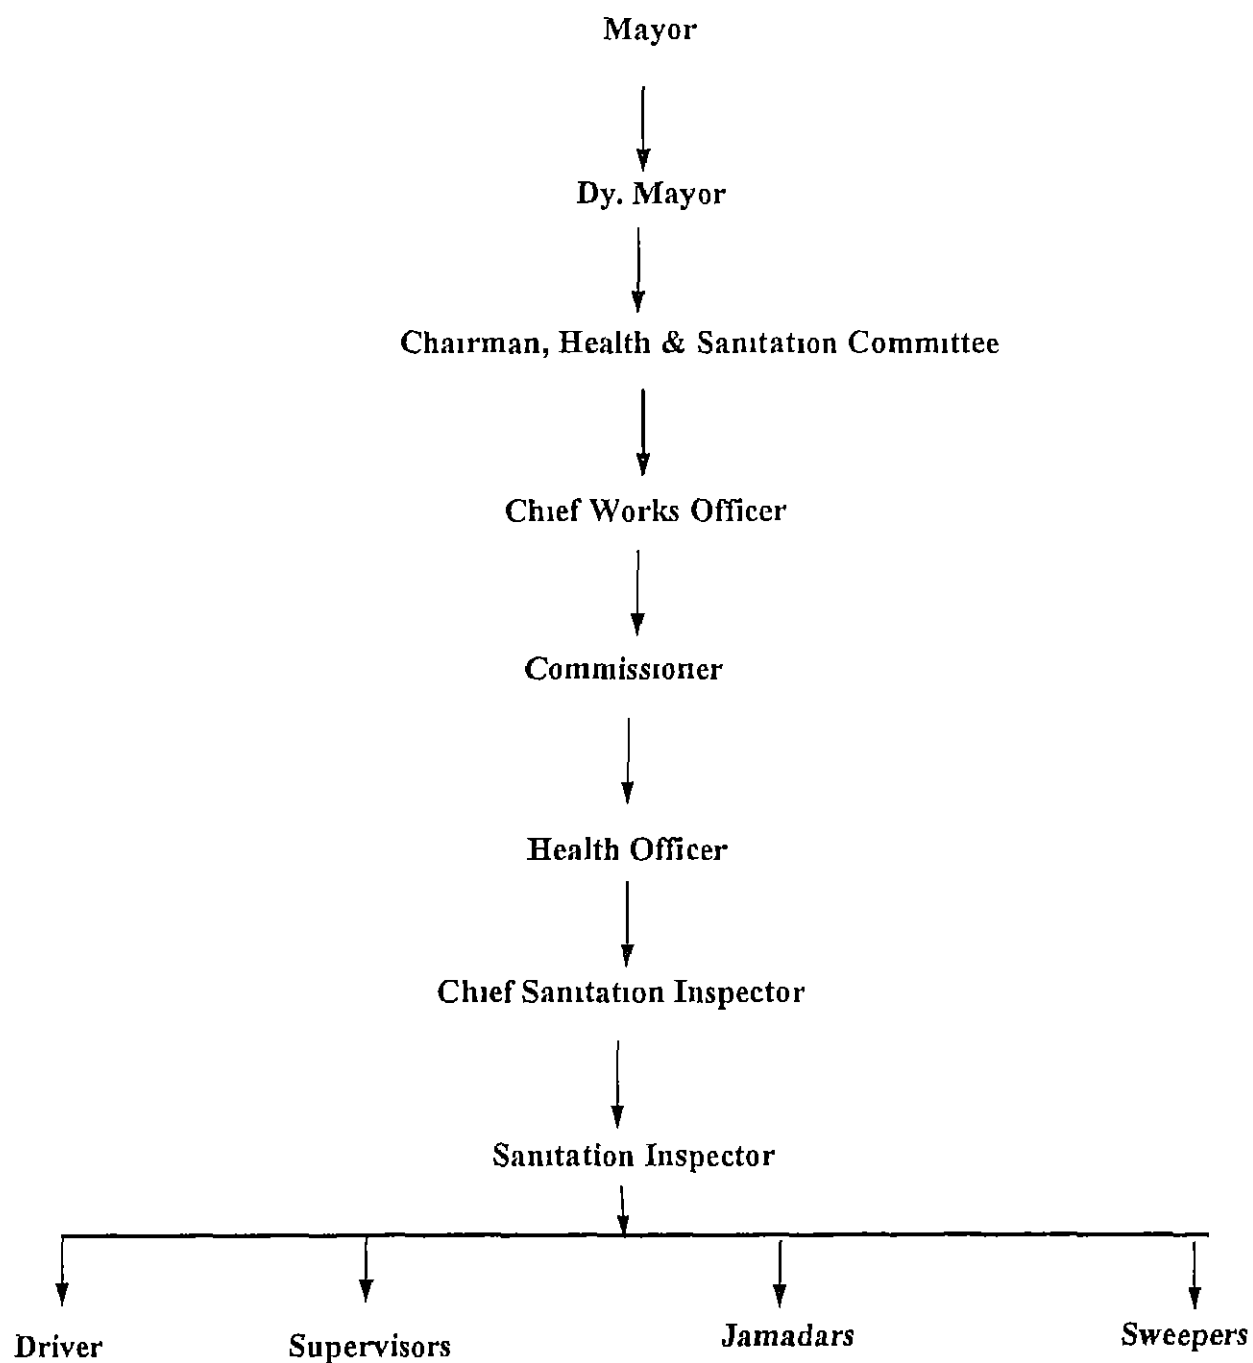 Mayor
Dy. Mayor
Chairman, Health & Sanitation Committee
Chief Works Officer
Commissioner
Health Officer
Chief Sanitation Inspector
Sanitation Inspector
Driver Supervisors Jamadars Sweepers